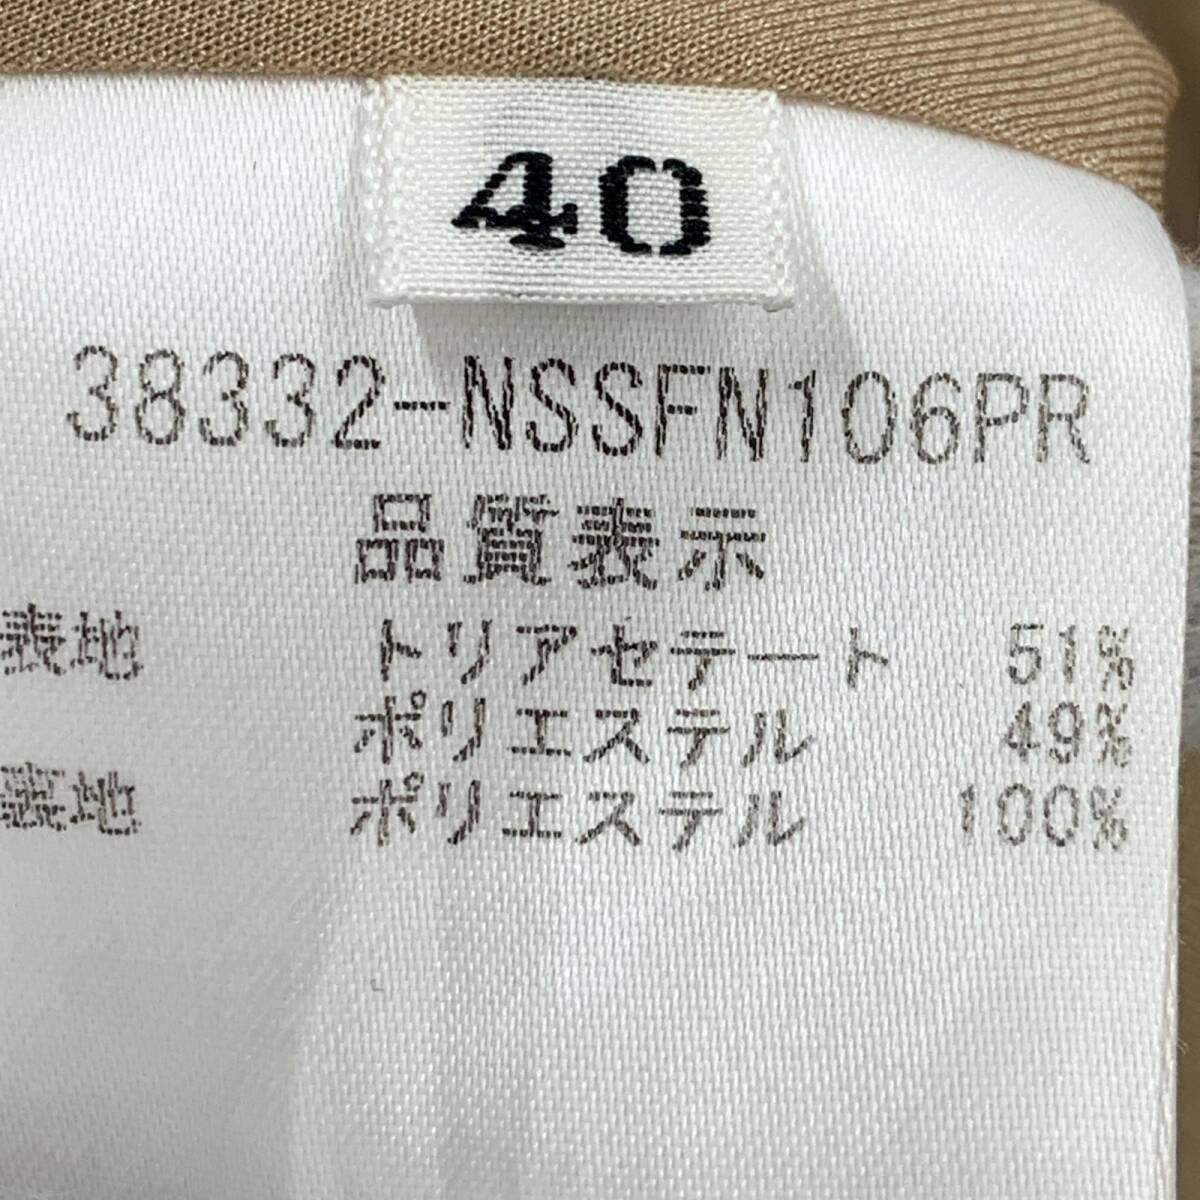 40
38332-NSSFN106PR
品質表示
表地 トリアセテート 51%
ポリエステル 49%
裏地 ポリエステル 100%